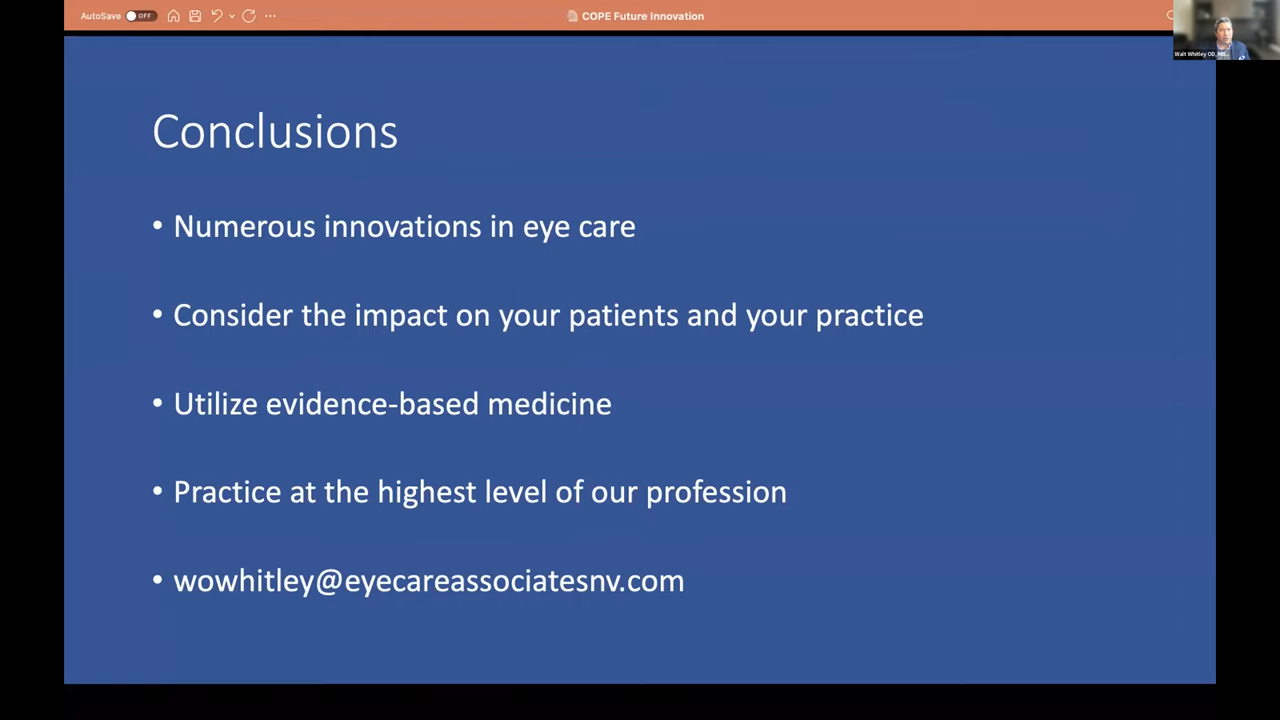 AutoSave OFF
COPE Future Innovation
Walt Whitley OD, MB...
Conclusions
• Numerous innovations in eye care
• Consider the impact on your patients and your practice
• Utilize evidence-based medicine
• Practice at the highest level of our profession
• wowhitley@eyecareassociatesnv.com